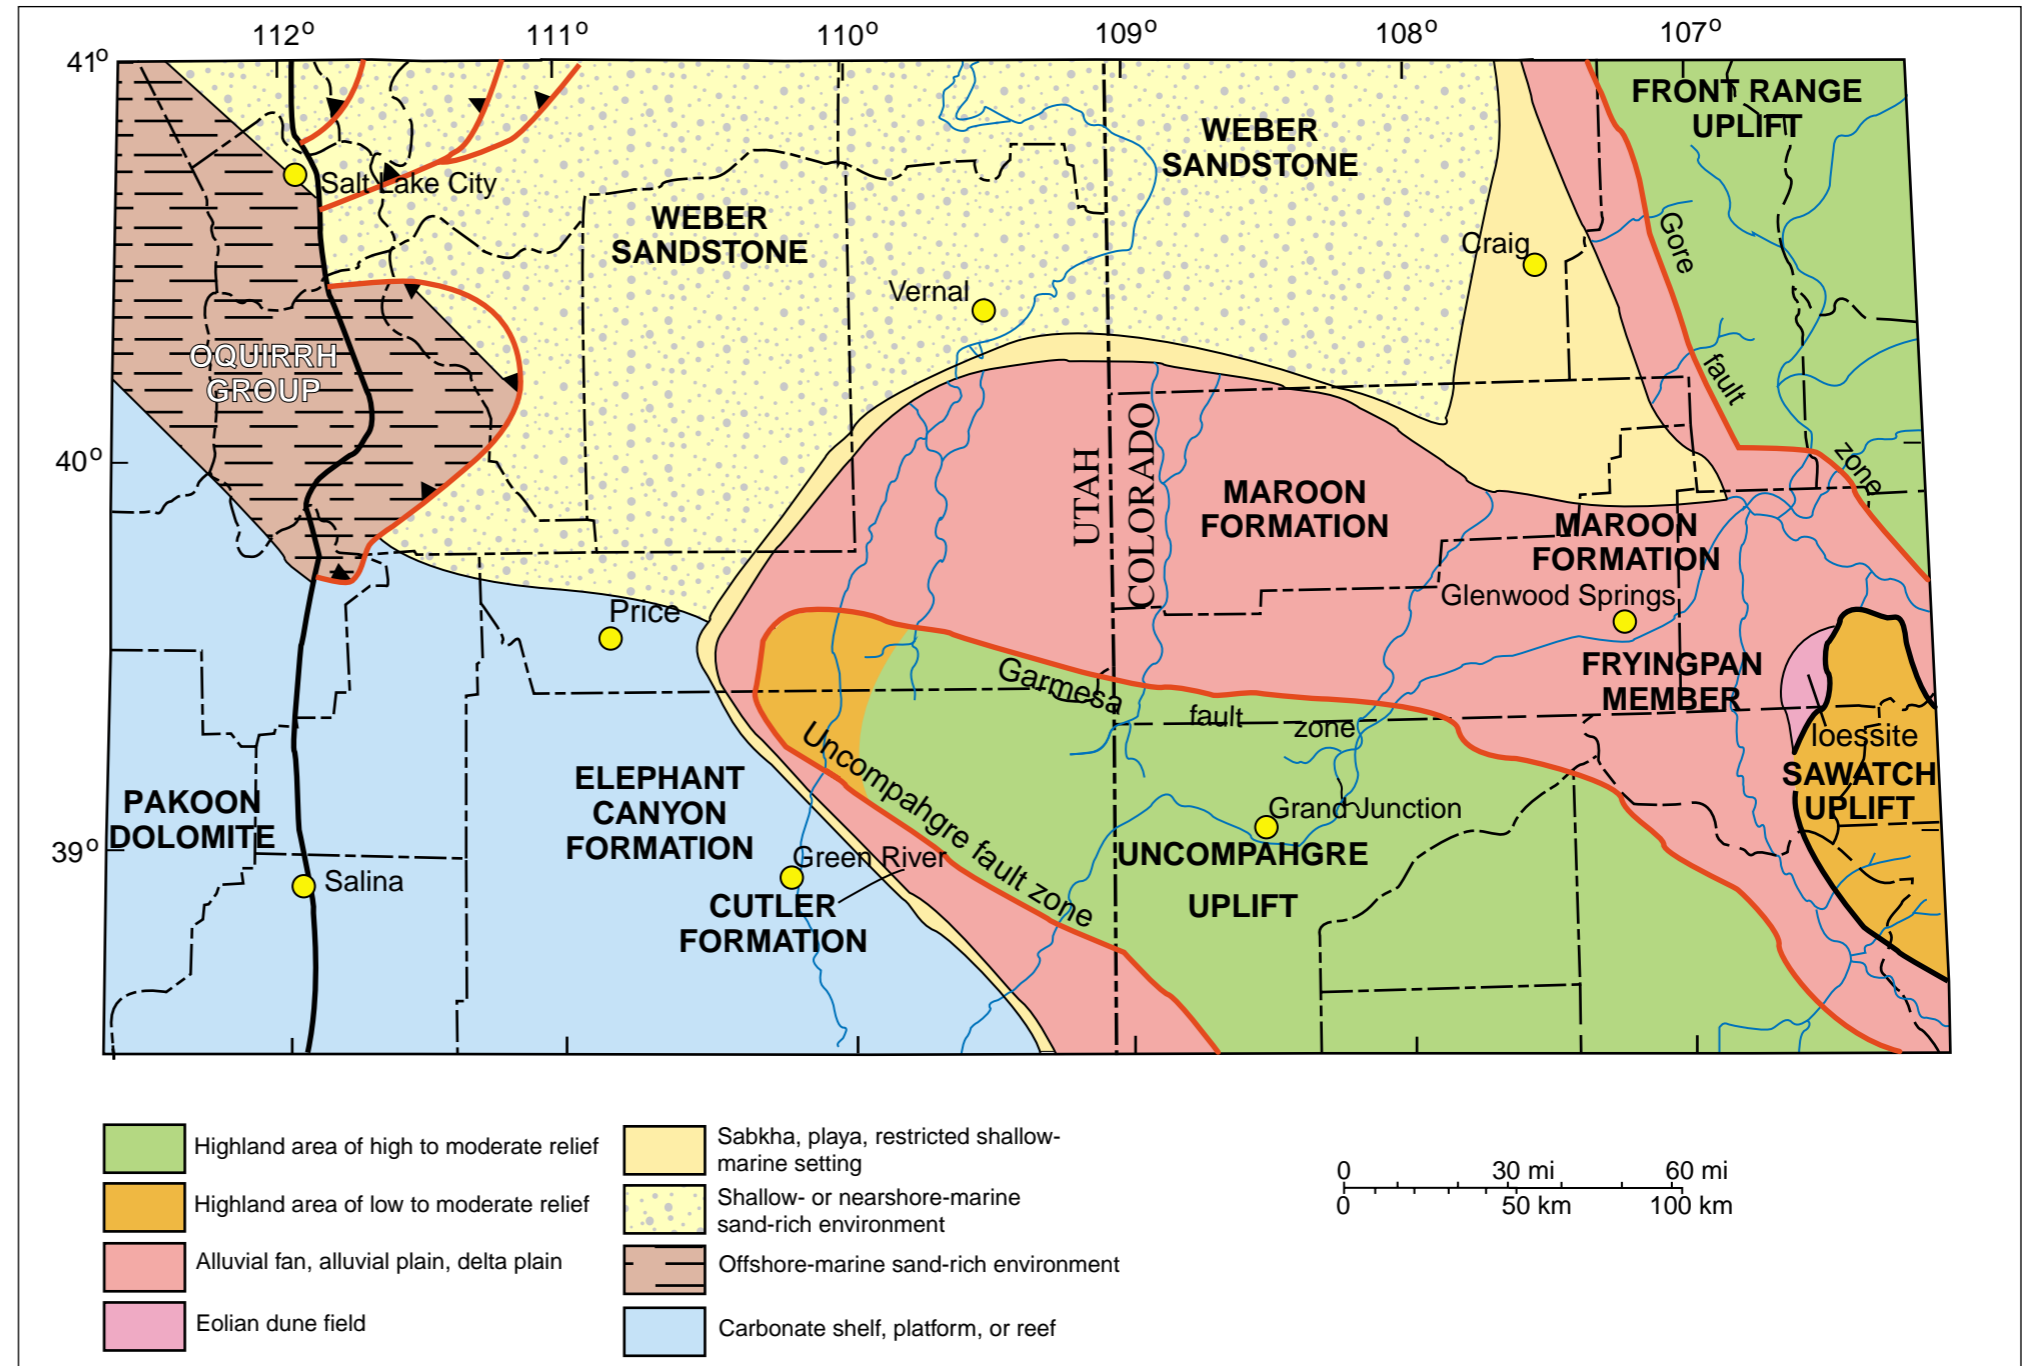 112° 111° 110° 109° 108° 107°
41°
FRONT RANGE
UPLIFT
WEBER
SANDSTONE
Salt Lake City
WEBER
SANDSTONE
Gore
Craig
Vernal
OQUIRRH
GROUP
fault
40°
zone
UTAH
COLORADO
MAROON
FORMATION
MAROON
FORMATION
Glenwood Springs
Price
FRYINGPAN
MEMBER
Garmesa
fault
zone
loessite
SAWATCH
UPLIFT
Uncompahgre fault zone
ELEPHANT
CANYON
FORMATION
PAKOON
DOLOMITE
39°
Grand Junction
Green River
UNCOMPAHGRE
UPLIFT
Salina
CUTLER
FORMATION
Highland area of high to moderate relief
Highland area of low to moderate relief
Alluvial fan, alluvial plain, delta plain
Eolian dune field
Sabkha, playa, restricted shallow-
marine setting
Shallow- or nearshore-marine
sand-rich environment
Offshore-marine sand-rich environment
Carbonate shelf, platform, or reef
0 30 mi 60 mi
0 50 km 100 km